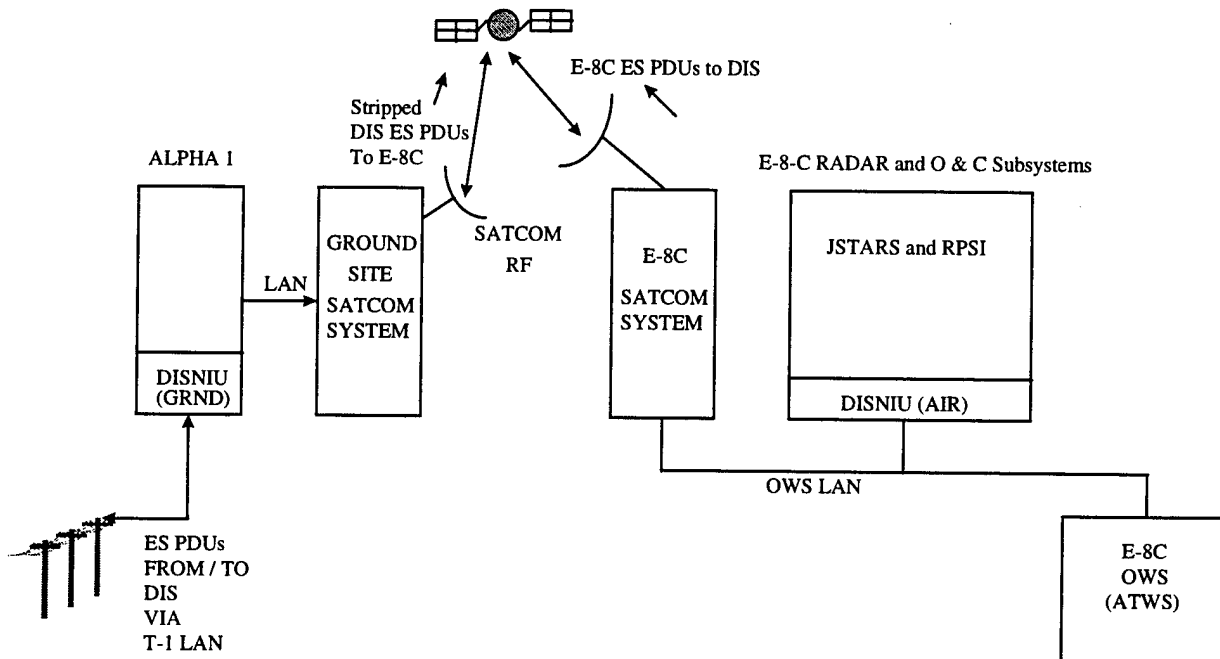 E-8C ES PDUs to DIS
Stripped
DIS ES PDUs
To E-8C
ALPHA 1
E-8-C RADAR and O & C Subsystems
GROUND
SITE
SATCOM
SYSTEM
SATCOM
RF
E-8C
SATCOM
SYSTEM
JSTARS and RPSI
LAN
DISNIU
(GRND)
DISNIU (AIR)
OWS LAN
ES PDUs
FROM / TO
DIS
VIA
T-1 LAN
E-8C
OWS
(ATWS)